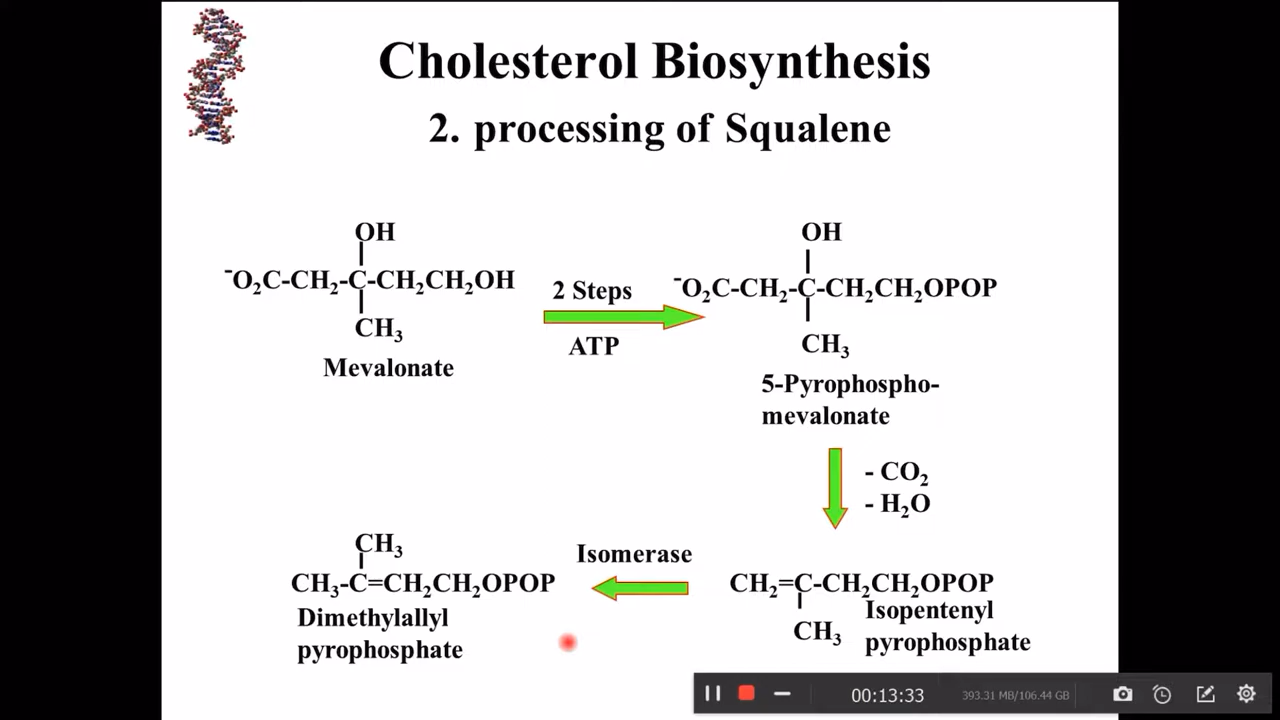 Cholesterol Biosynthesis
2. processing of Squalene
OH
⁻O₂C-CH₂-C-CH₂CH₂OH
CH₃
Mevalonate
2 Steps
ATP
OH
⁻O₂C-CH₂-C-CH₂CH₂OPOP
CH₃
5-Pyrophospho-
mevalonate
- CO₂
- H₂O
CH₃
CH₃-C=CH₂CH₂OPOP
Dimethylallyl
pyrophosphate
Isomerase
CH₂=C-CH₂CH₂OPOP
CH₃
Isopentenyl
pyrophosphate
00:13:33
393.31 MB/106.44 GB